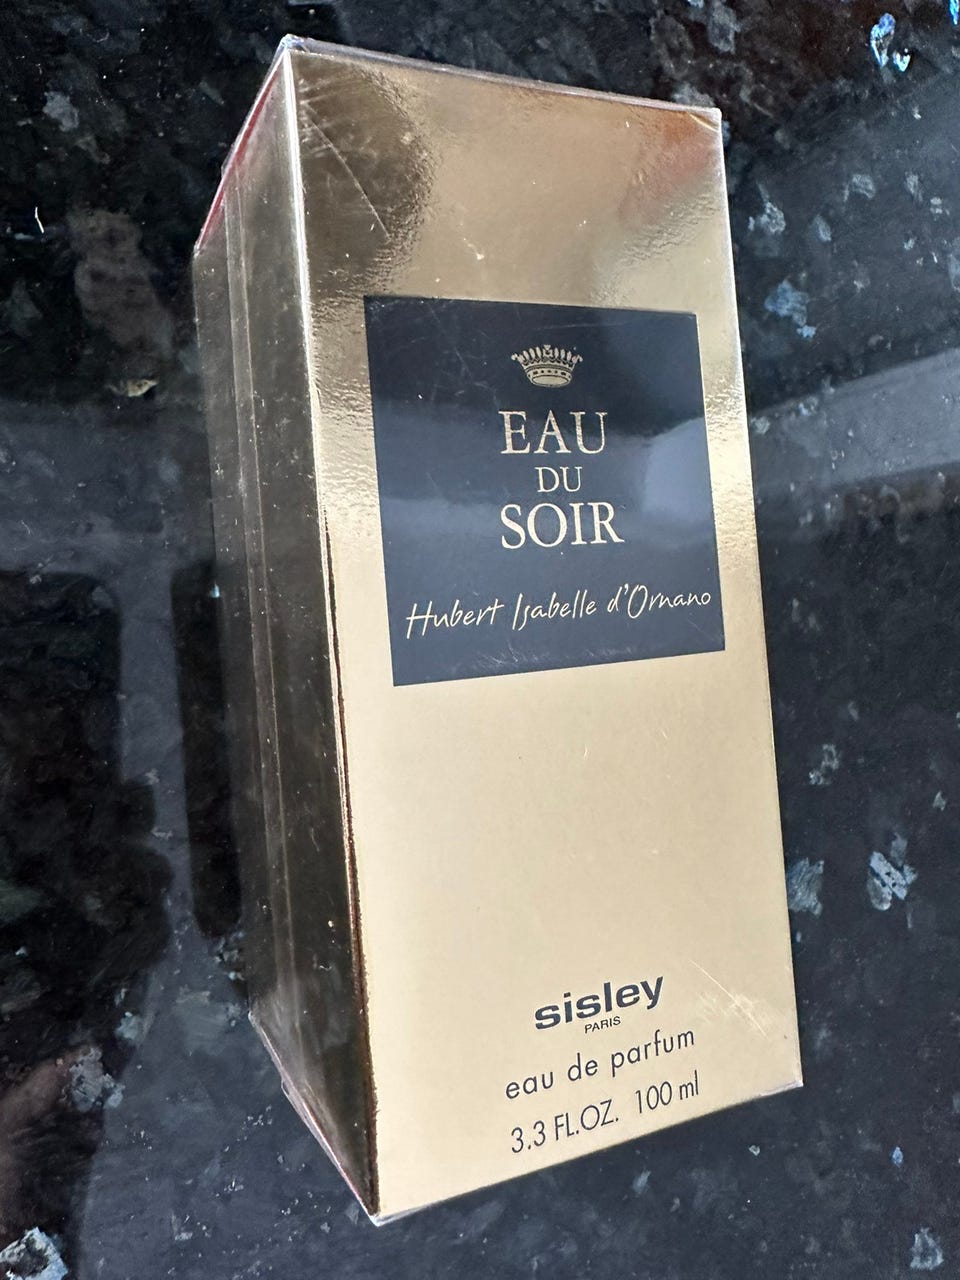 EAU
DU
SOIR
Hubert Isabelle d'Ornano
sisley
PARIS
eau de parfum
3.3 FL.OZ. 100 ml